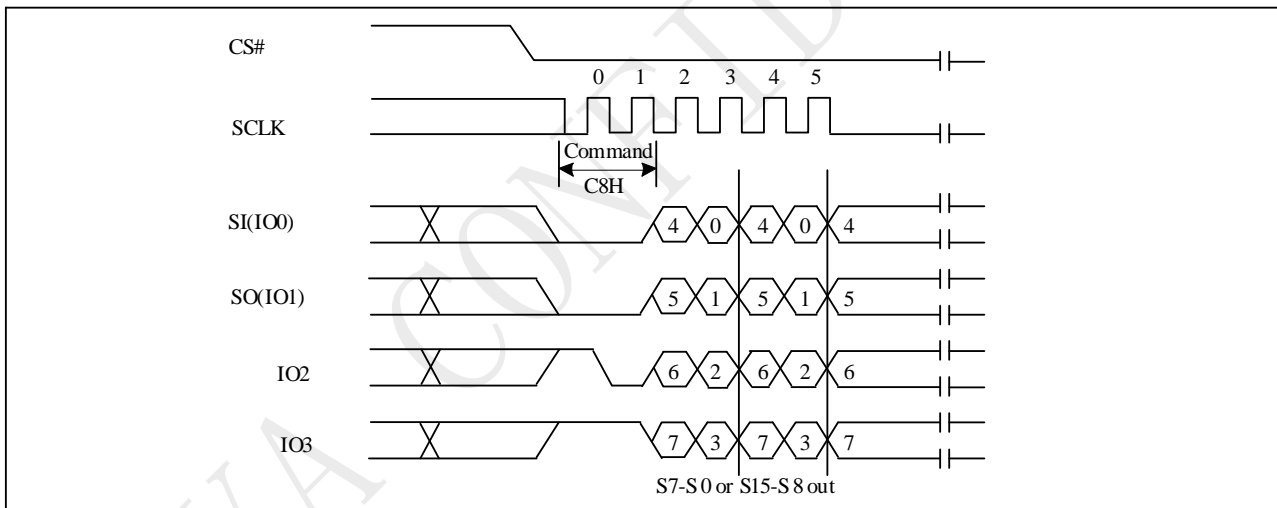 CS#
0 1 2 3 4 5
SCLK
Command
C8H
SI(IO0) 4 0 4 0 4
SO(IO1) 5 1 5 1 5
IO2 6 2 6 2 6
IO3 7 3 7 3 7
S7-S0 or S15-S8 out